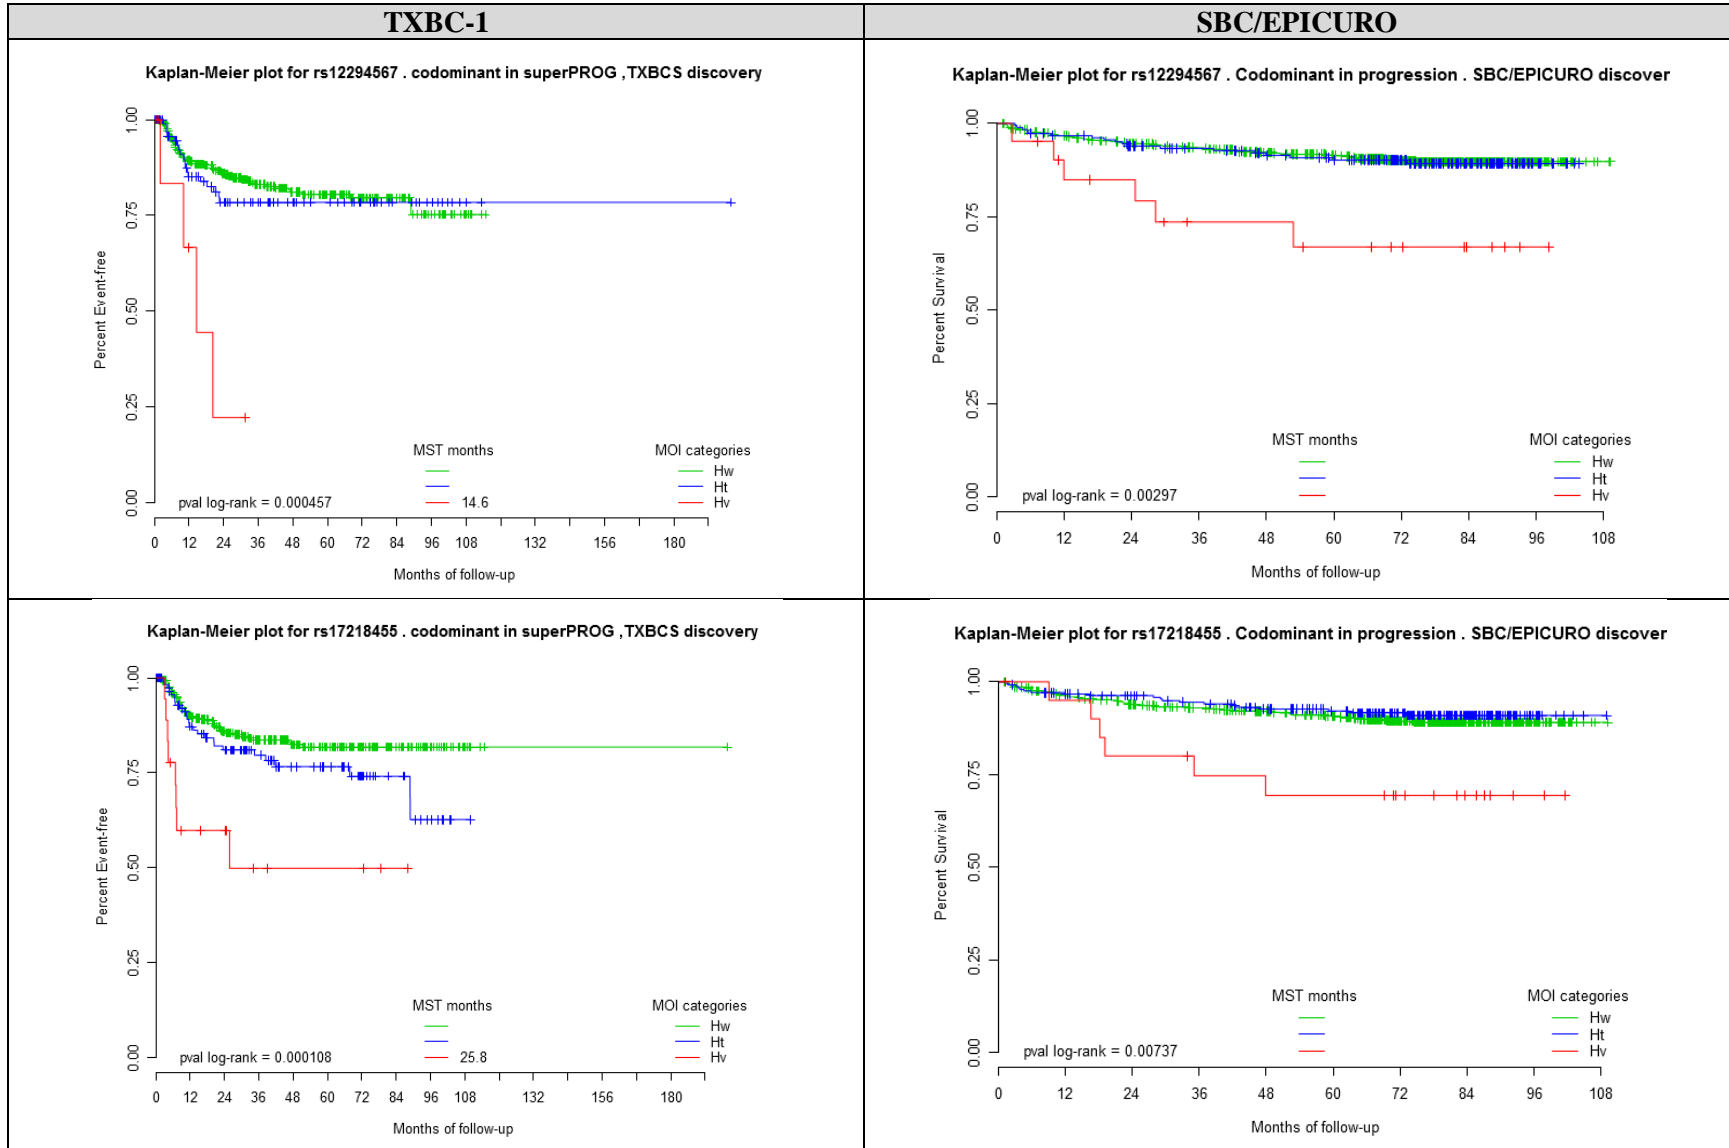 TXBC-1
SBC/EPICURO
Kaplan-Meier plot for rs12294567 . codominant in superPROG ,TXBCS discovery
1.00
0.75
0.50
0.25
0.00
Percent Event-free
MST months
MOI categories
Hw
Ht
14.6
Hv
pval log-rank = 0.000457
0 12 24 36 48 60 72 84 96 108 132 156 180
Months of follow-up
Kaplan-Meier plot for rs12294567 . Codominant in progression . SBC/EPICURO discover
1.00
0.75
0.50
0.25
0.00
Percent Survival
MST months
MOI categories
Hw
Ht
Hv
pval log-rank = 0.00297
0 12 24 36 48 60 72 84 96 108
Months of follow-up
Kaplan-Meier plot for rs17218455 . codominant in superPROG ,TXBCS discovery
1.00
0.75
0.50
0.25
0.00
Percent Event-free
MST months
MOI categories
Hw
Ht
25.8
Hv
pval log-rank = 0.000108
0 12 24 36 48 60 72 84 96 108 132 156 180
Months of follow-up
Kaplan-Meier plot for rs17218455 . Codominant in progression . SBC/EPICURO discover
1.00
0.75
0.50
0.25
0.00
Percent Survival
MST months
MOI categories
Hw
Ht
Hv
pval log-rank = 0.00737
0 12 24 36 48 60 72 84 96 108
Months of follow-up